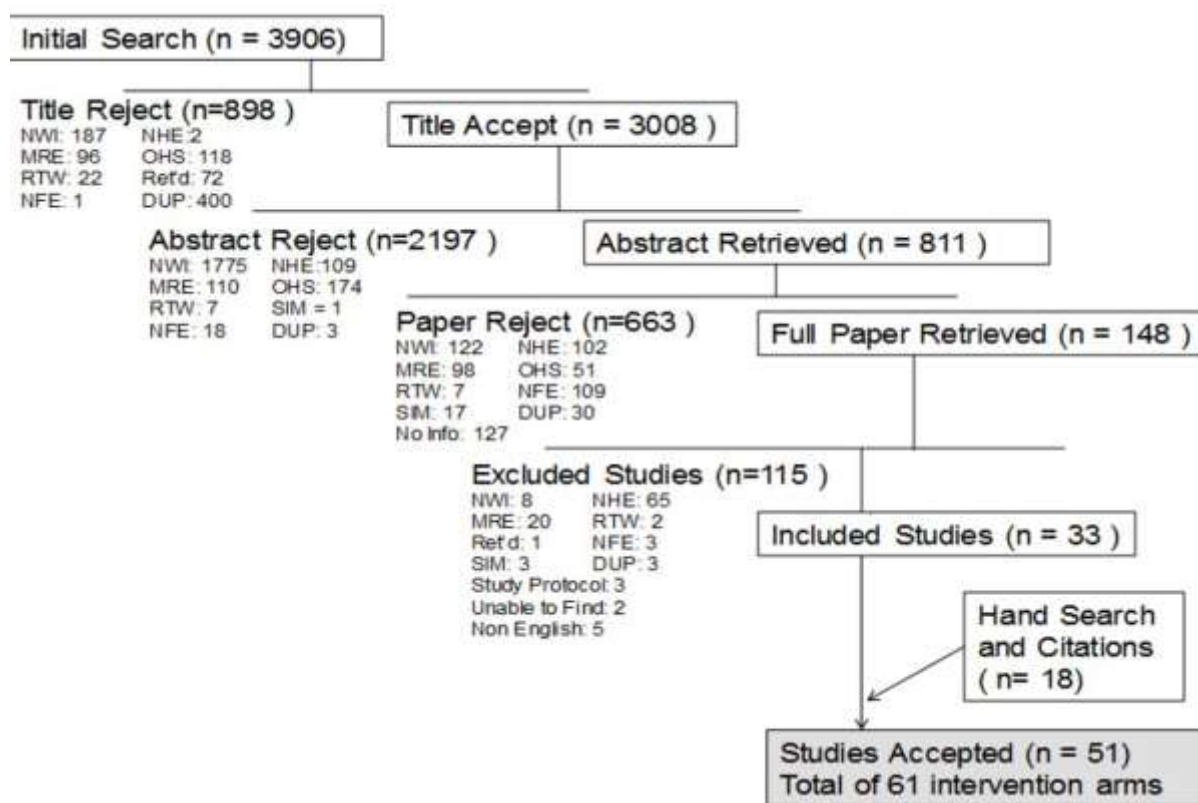 Initial Search (n = 3906)
Title Reject (n=898 )
NWI: 187 NHE:2
MRE: 96 OHS: 118
RTW: 22 Ref'd: 72
NFE: 1 DUP: 400
Title Accept (n = 3008 )
Abstract Reject (n=2197 )
NWI: 1775 NHE:109
MRE: 110 OHS: 174
RTW: 7 SIM = 1
NFE: 18 DUP: 3
Abstract Retrieved (n = 811 )
Paper Reject (n=663 )
NWI: 122 NHE: 102
MRE: 98 OHS: 51
RTW: 7 NFE: 109
SIM: 17 DUP: 30
No Info: 127
Full Paper Retrieved (n = 148 )
Excluded Studies (n=115 )
NWI: 8 NHE: 65
MRE: 20 RTW: 2
Ref'd: 1 NFE: 3
SIM: 3 DUP: 3
Study Protocol: 3
Unable to Find: 2
Non English: 5
Included Studies (n = 33 )
Hand Search
and Citations
( n= 18)
Studies Accepted (n = 51)
Total of 61 intervention arms